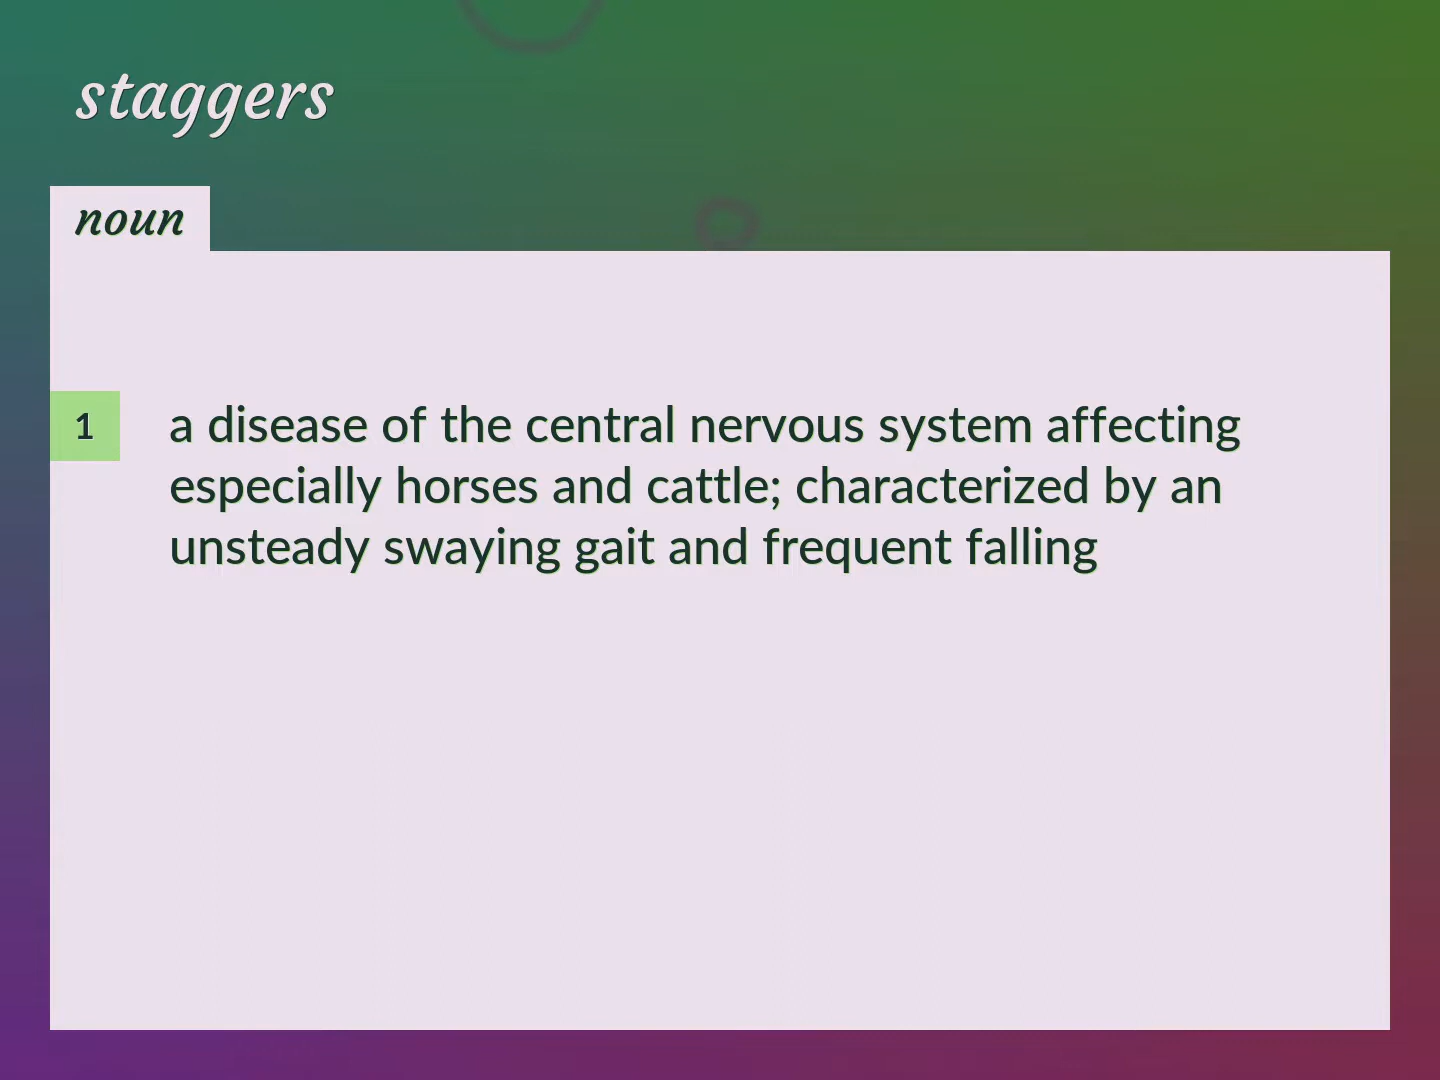 staggers
noun
1
a disease of the central nervous system affecting
especially horses and cattle; characterized by an
unsteady swaying gait and frequent falling